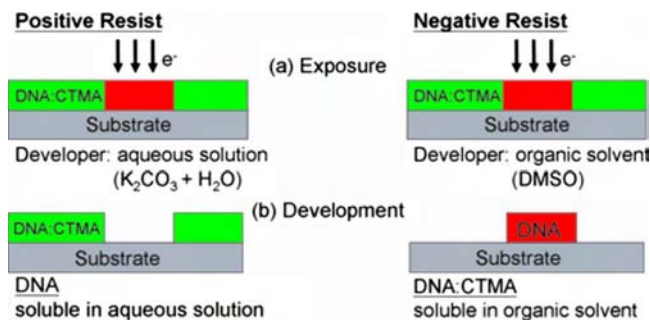 Positive Resist
Negative Resist
e-
(a) Exposure
e-
DNA:CTMA
DNA:CTMA
Substrate
Substrate
Developer: aqueous solution
(K₂CO₃ + H₂O)
Developer: organic solvent
(DMSO)
(b) Development
DNA:CTMA
DNA
Substrate
Substrate
DNA
soluble in aqueous solution
DNA:CTMA
soluble in organic solvent